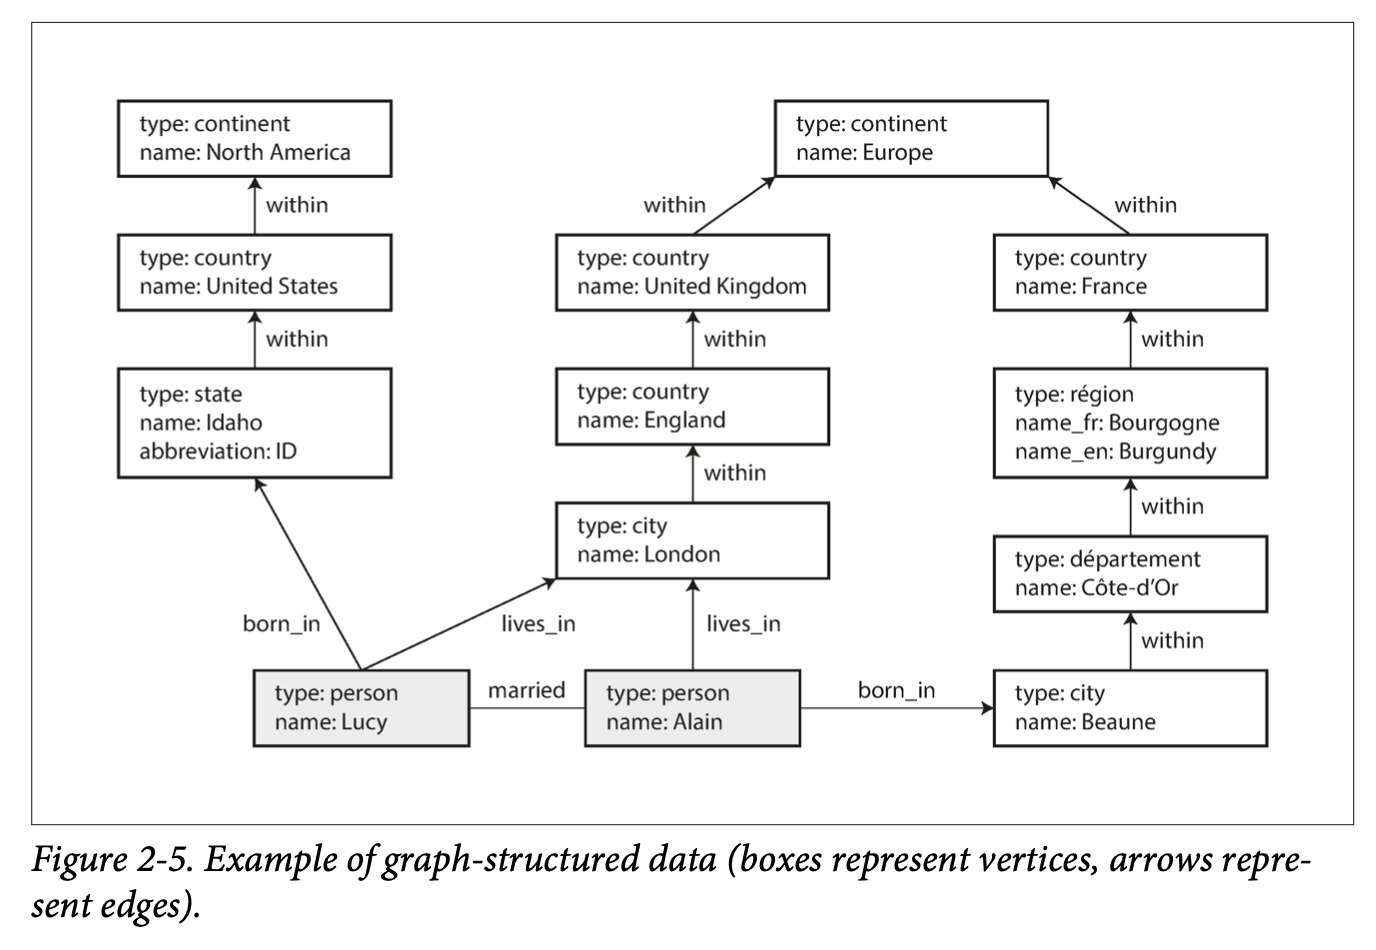 type: continent
name: North America
type: continent
name: Europe
within
within
within
type: country
name: United States
type: country
name: United Kingdom
type: country
name: France
within
within
within
type: state
name: Idaho
abbreviation: ID
type: country
name: England
type: région
name_fr: Bourgogne
name_en: Burgundy
within
within
type: city
name: London
type: département
name: Côte-d’Or
born_in
lives_in
lives_in
within
type: person
name: Lucy
married
type: person
name: Alain
born_in
type: city
name: Beaune
Figure 2-5. Example of graph-structured data (boxes represent vertices, arrows repre-
sent edges).